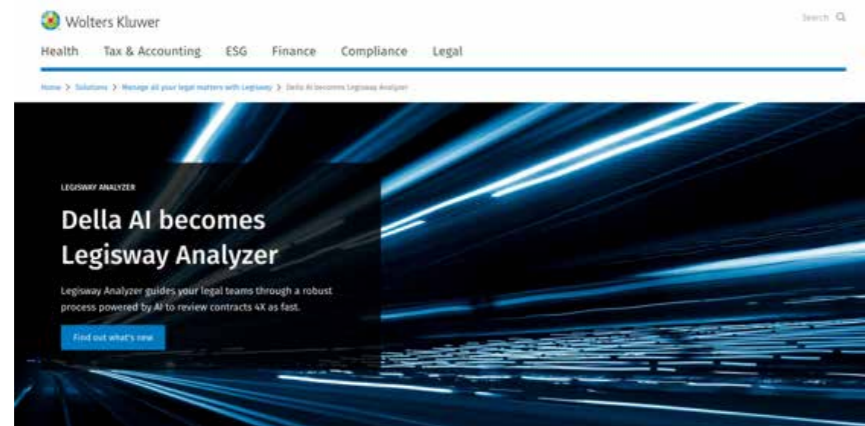 Wolters Kluwer
Search
Health Tax & Accounting ESG Finance Compliance Legal
Home > Solutions > Manage all your legal matters with Legisway > Della AI becomes Legisway Analyzer
LEGISWAY ANALYZER
Della AI becomes
Legisway Analyzer
Legisway Analyzer guides your legal teams through a robust
process powered by AI to review contracts 4X as fast.
Find out what's new